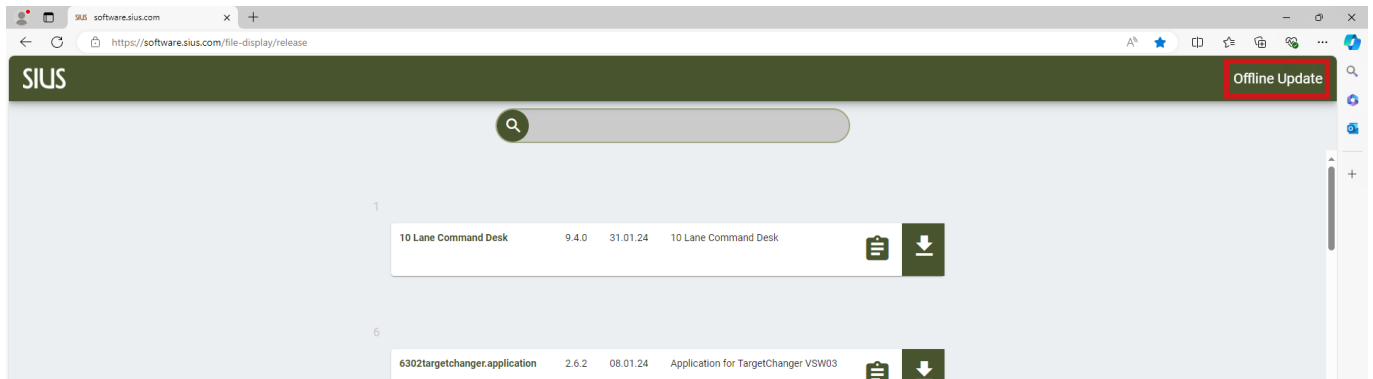 SIUS software.sius.com
https://software.sius.com/file-display/release
SIUS
Offline Update
1
10 Lane Command Desk 9.4.0 31.01.24 10 Lane Command Desk
6
6302targetchanger.application 2.6.2 08.01.24 Application for TargetChanger VSW03